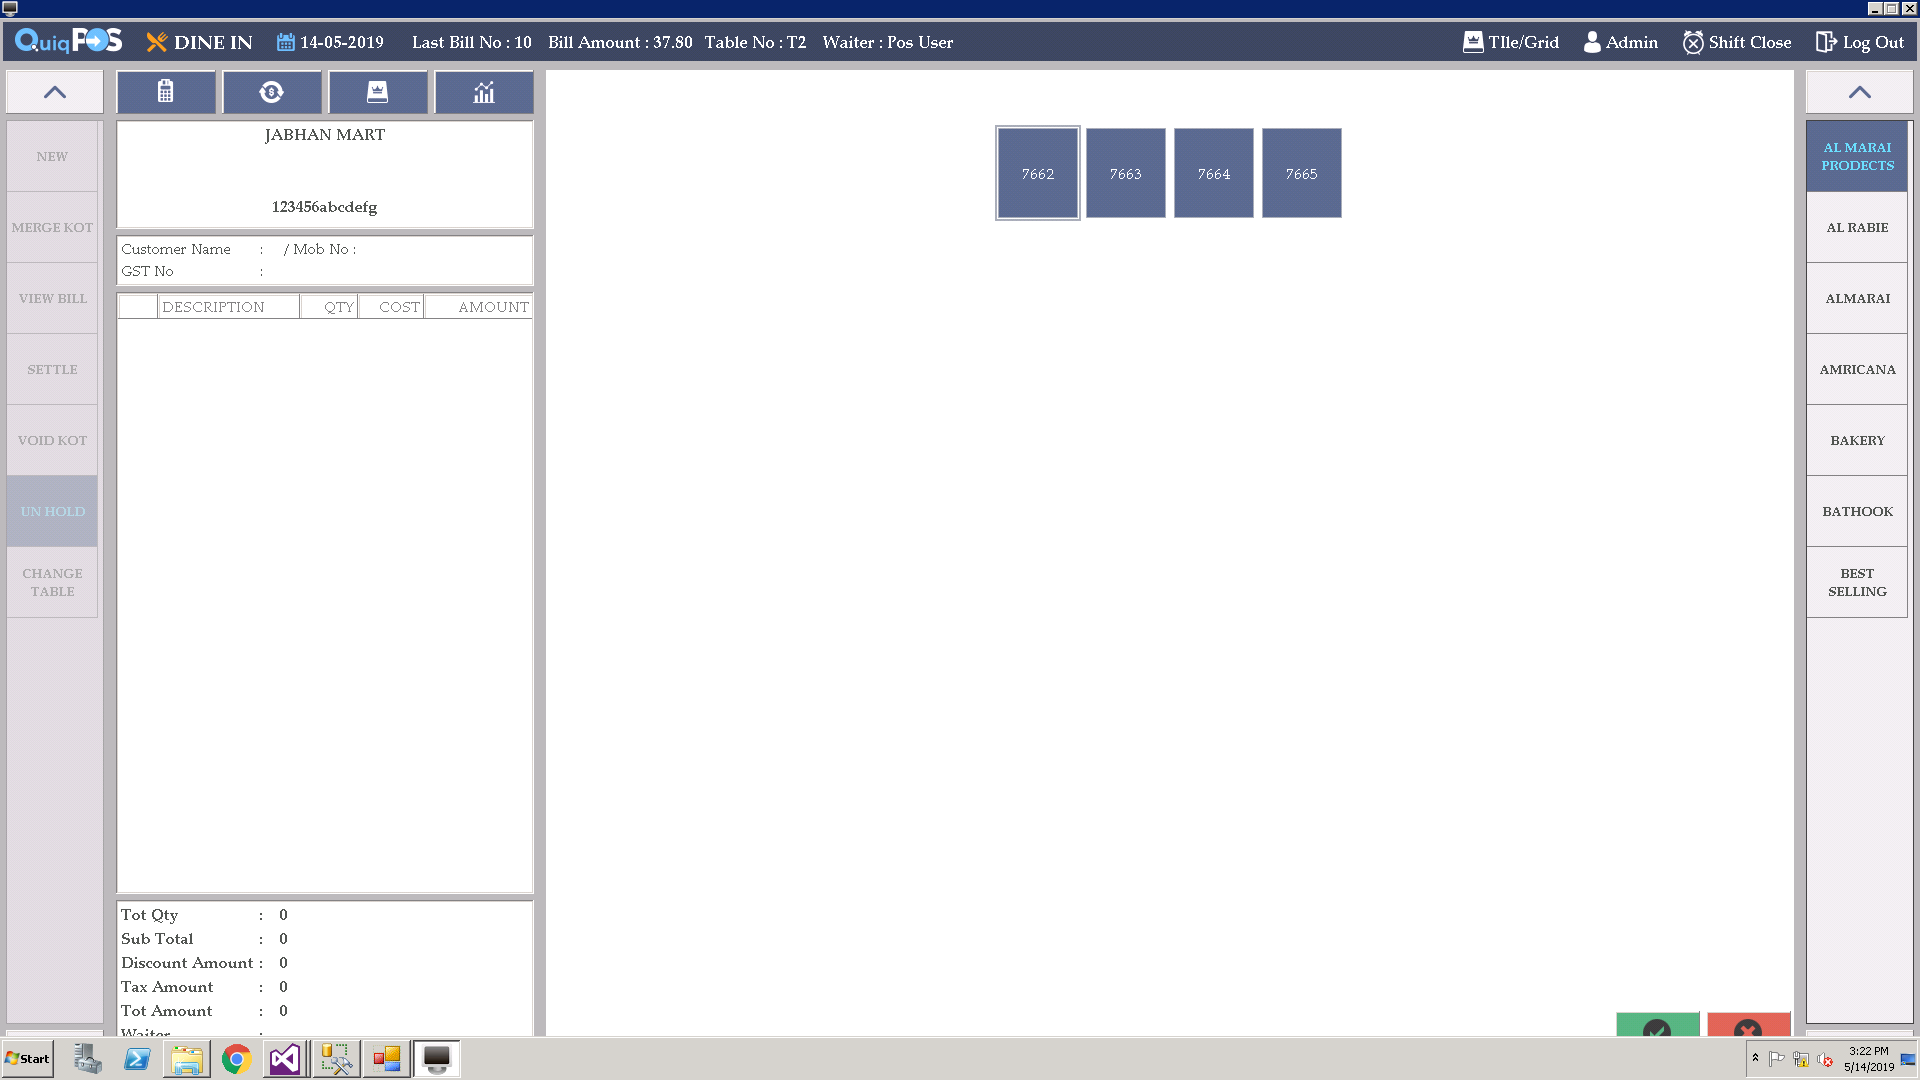 QuiqPOS DINE IN 14-05-2019 Last Bill No : 10 Bill Amount : 37.80 Table No : T2 Waiter : Pos User TIle/Grid Admin Shift Close Log Out
NEW
MERGE KOT
VIEW BILL
SETTLE
VOID KOT
UN HOLD
CHANGE
TABLE
JABHAN MART
123456abcdefg
Customer Name : / Mob No :
GST No :
DESCRIPTION QTY COST AMOUNT
Tot Qty : 0
Sub Total : 0
Discount Amount : 0
Tax Amount : 0
Tot Amount : 0
Waiter :
7662 7663 7664 7665
AL MARAI
PRODECTS
AL RABIE
ALMARAI
AMRICANA
BAKERY
BATHOOK
BEST
SELLING
Start
3:22 PM
5/14/2019